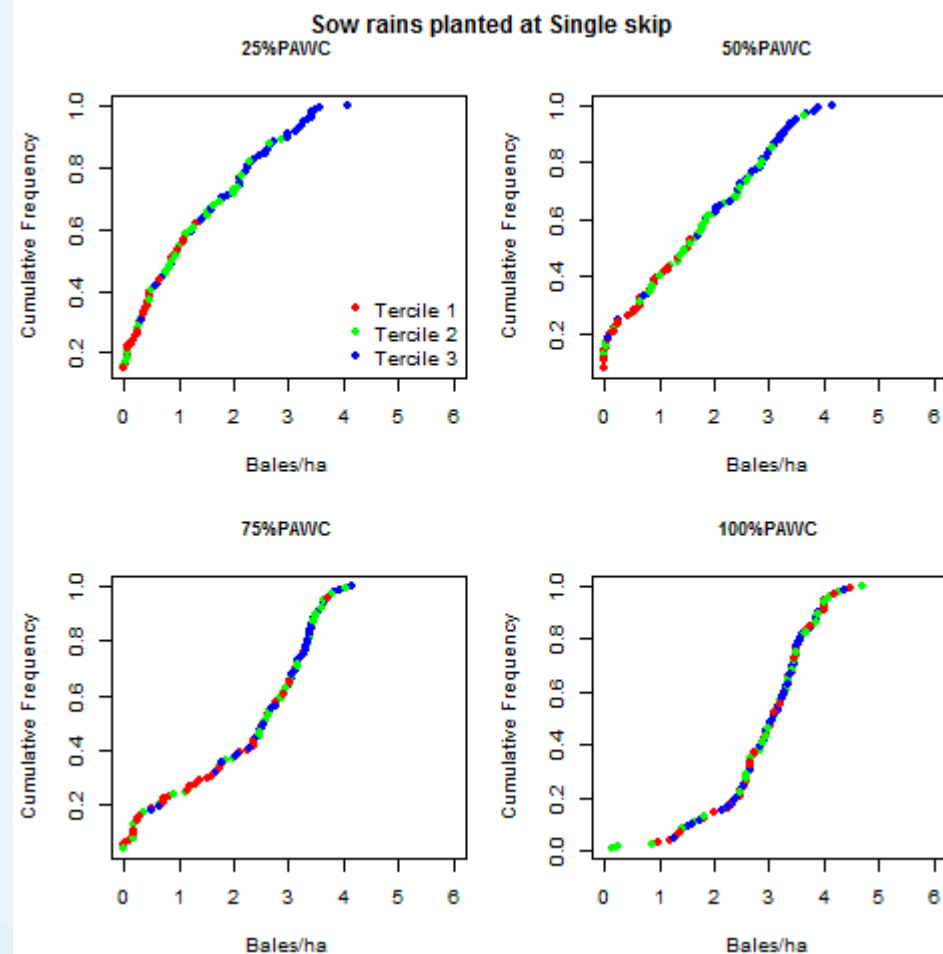 Sow rains planted at Single skip
25%PAWC
50%PAWC
Cumulative Frequency
1.0
0.8
0.6
0.4
0.2
Tercile 1
Tercile 2
Tercile 3
0 1 2 3 4 5 6
Bales/ha
Cumulative Frequency
1.0
0.8
0.6
0.4
0.2
0 1 2 3 4 5 6
Bales/ha
75%PAWC
100%PAWC
Cumulative Frequency
1.0
0.8
0.6
0.4
0.2
0 1 2 3 4 5 6
Bales/ha
Cumulative Frequency
1.0
0.8
0.6
0.4
0.2
0.0
0 1 2 3 4 5 6
Bales/ha